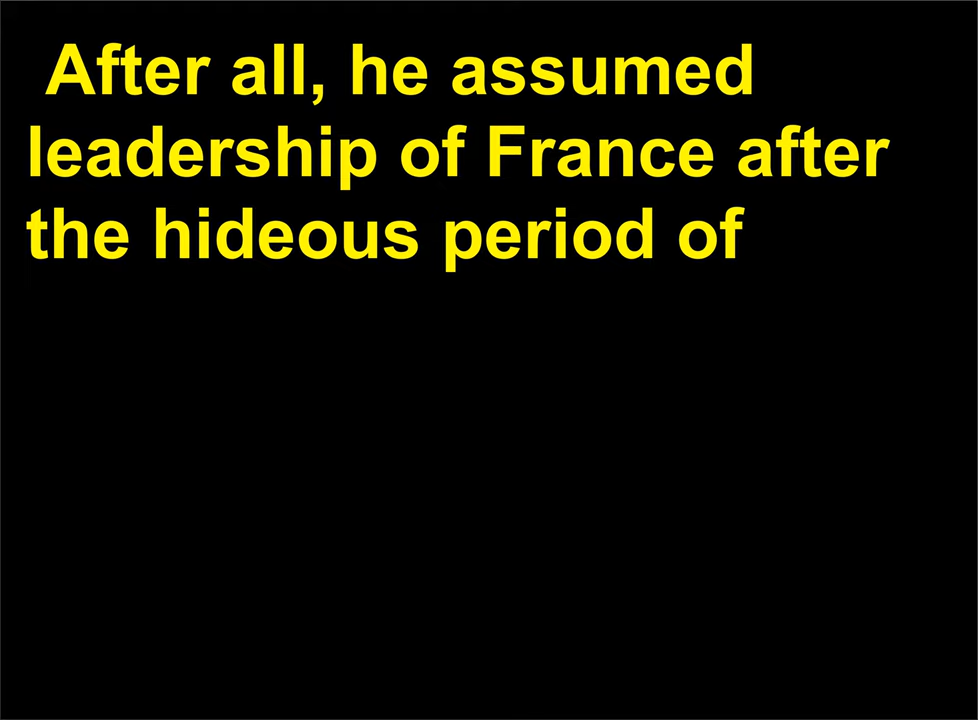 After all, he assumed
leadership of France after
the hideous period of